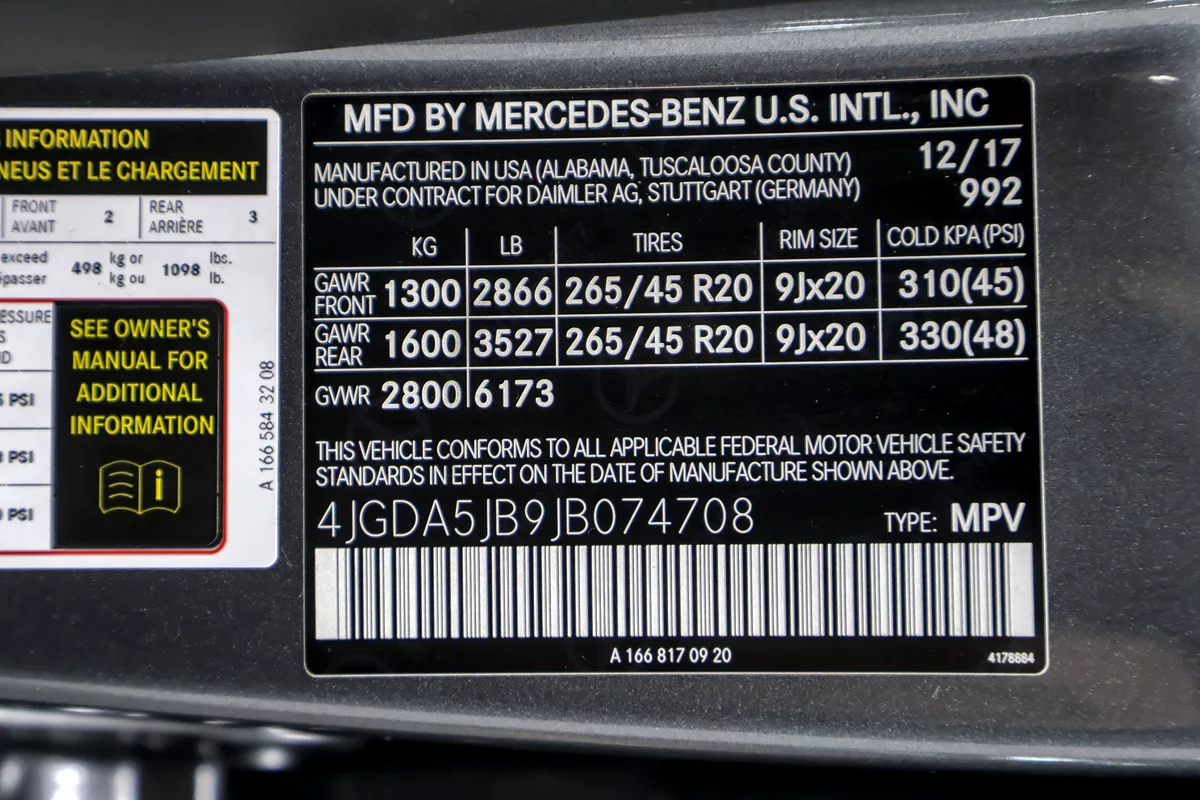 INFORMATION
NEUS ET LE CHARGEMENT
FRONT
AVANT 2 REAR
ARRIÈRE 3
exceed 498 kg or 1098 lbs.
kg ou lb.
PSI
PSI
PSI
SEE OWNER'S
MANUAL FOR
ADDITIONAL
INFORMATION
i
A 166 584 32 08
MFD BY MERCEDES-BENZ U.S. INTL., INC
MANUFACTURED IN USA (ALABAMA, TUSCALOOSA COUNTY) 12/17
UNDER CONTRACT FOR DAIMLER AG, STUTTGART (GERMANY) 992
KG LB TIRES RIM SIZE COLD KPA (PSI)
GAWR FRONT 1300 2866 265/45 R20 9Jx20 310(45)
GAWR REAR 1600 3527 265/45 R20 9Jx20 330(48)
GVWR 2800 6173
THIS VEHICLE CONFORMS TO ALL APPLICABLE FEDERAL MOTOR VEHICLE SAFETY
STANDARDS IN EFFECT ON THE DATE OF MANUFACTURE SHOWN ABOVE.
4JGDA5JB9JB074708 TYPE: MPV
A 166 817 09 20 4178884